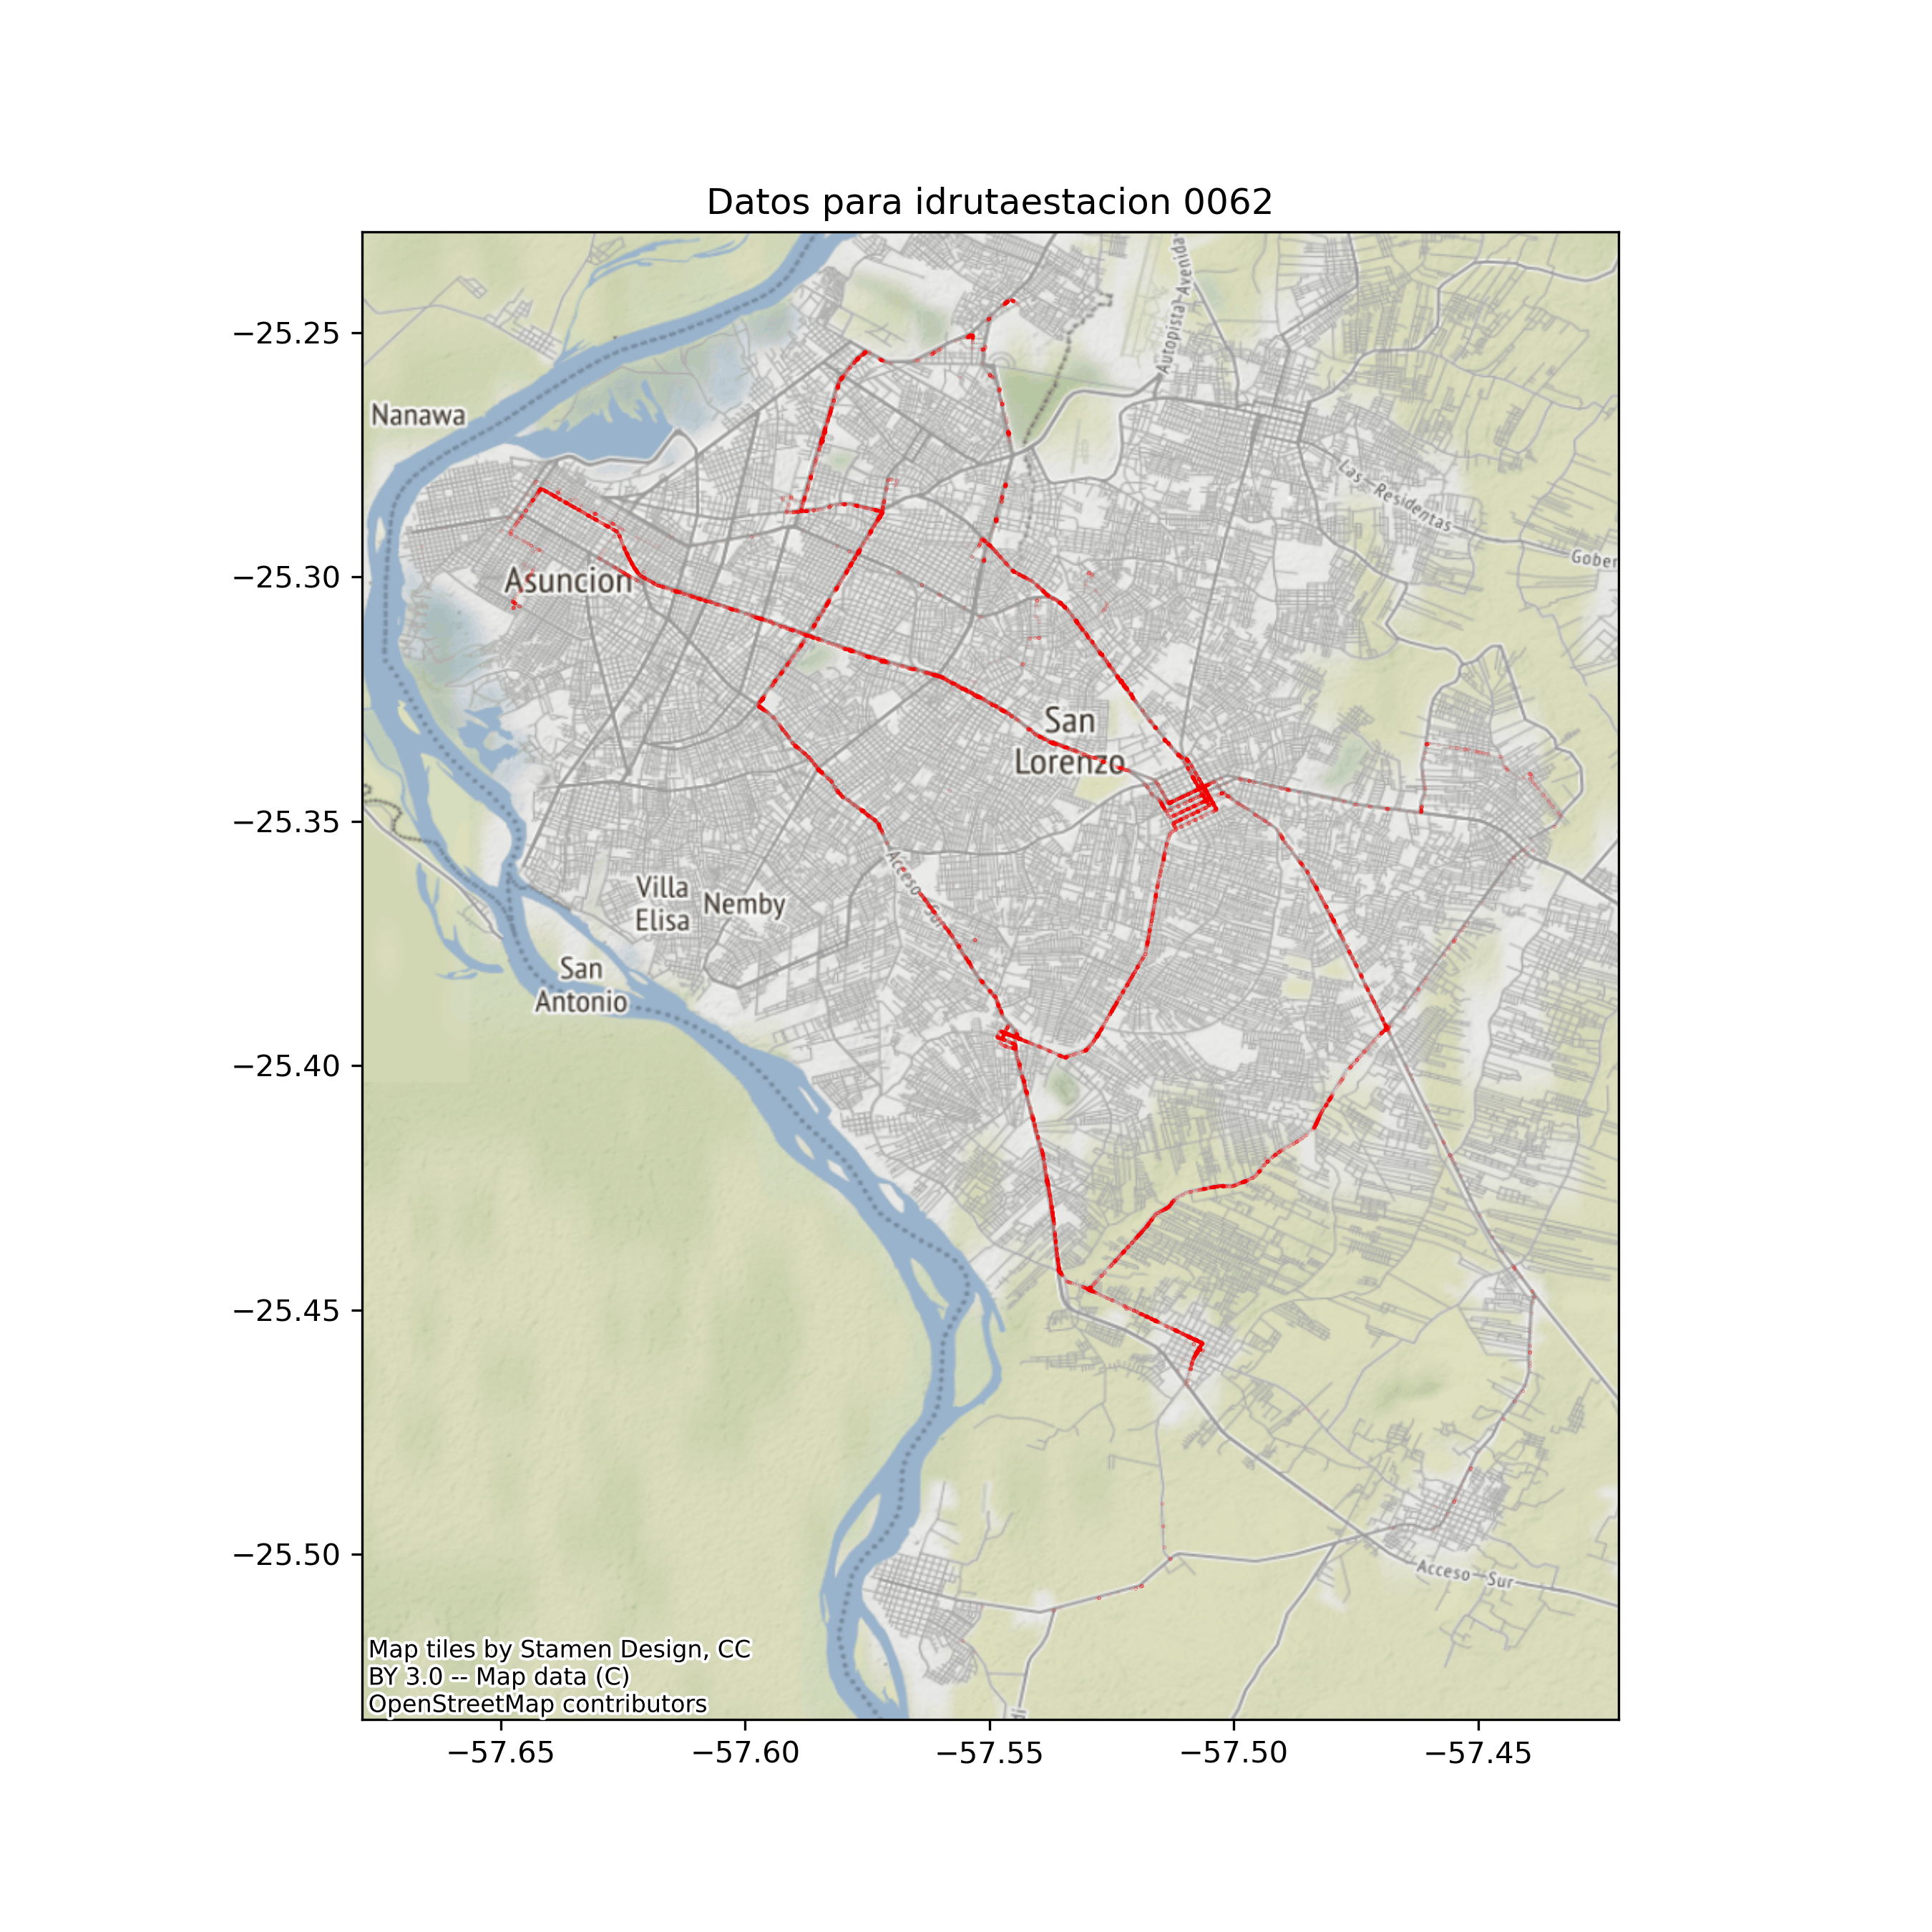 Datos para idrutaestacion 0062
−25.25
−25.30
−25.35
−25.40
−25.45
−25.50
Autopista) Avenida
Nanawa
Las Residentas
Gober
Asuncion
San
Lorenzo
Acceso Sur
Villa
Elisa
Nemby
San
Antonio
Acceso Sur
Map tiles by Stamen Design, CC
BY 3.0 -- Map data (C)
OpenStreetMap contributors
−57.65
−57.60
−57.55
−57.50
−57.45